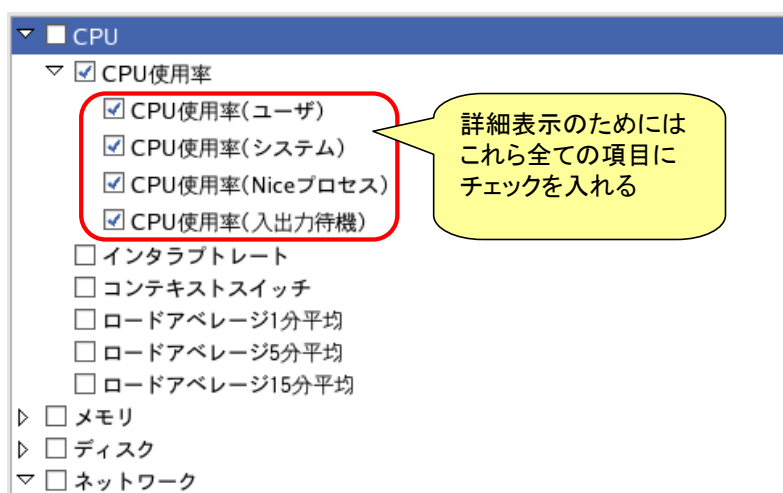 CPU
CPU使用率
CPU使用率(ユーザ)
CPU使用率(システム)
CPU使用率(Niceプロセス)
CPU使用率(入出力待機)
詳細表示のためには
これら全ての項目に
チェックを入れる
インタラプトレート
コンテキストスイッチ
ロードアベレージ1分平均
ロードアベレージ5分平均
ロードアベレージ15分平均
メモリ
ディスク
ネットワーク